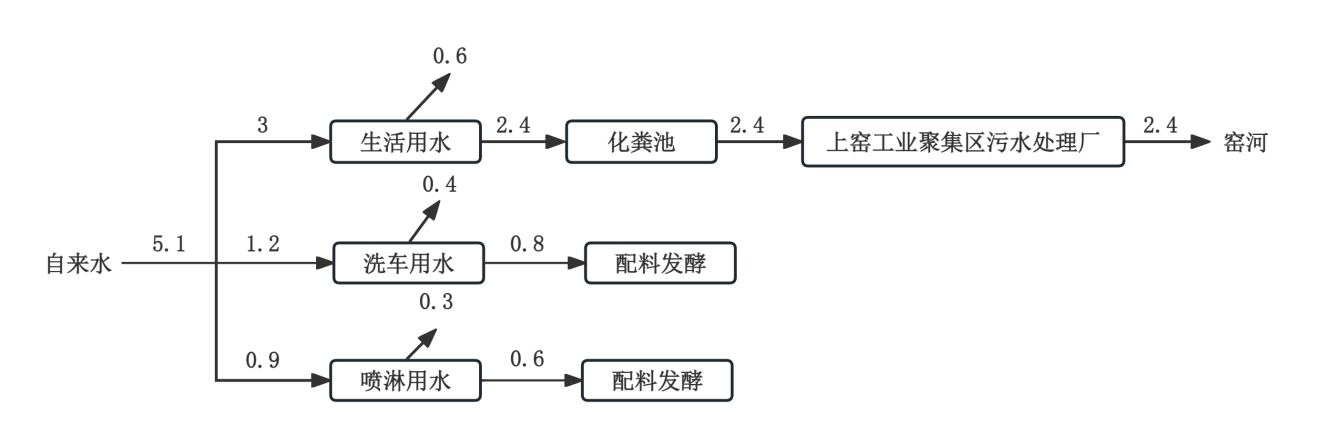 0.6
3
生活用水
2.4
化粪池
2.4
上窑工业聚集区污水处理厂
2.4
窑河
0.4
自来水
5.1
1.2
洗车用水
0.8
配料发酵
0.3
0.9
喷淋用水
0.6
配料发酵